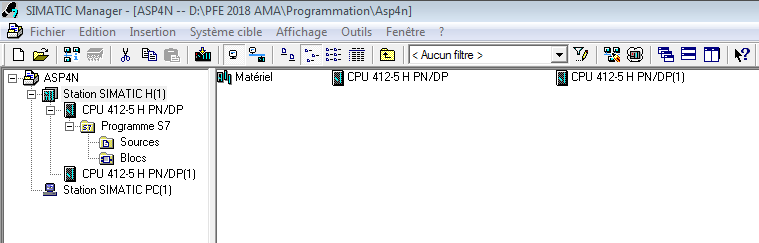 SIMATIC Manager - [ASP4N -- D:\PFE 2018 AMA\Programmation\Asp4n]
Fichier Edition Insertion Système cible Affichage Outils Fenêtre ?
< Aucun filtre >
ASP4N
Station SIMATIC H(1)
CPU 412-5 H PN/DP
Programme S7
Sources
Blocs
CPU 412-5 H PN/DP(1)
Station SIMATIC PC(1)
Matériel CPU 412-5 H PN/DP CPU 412-5 H PN/DP(1)